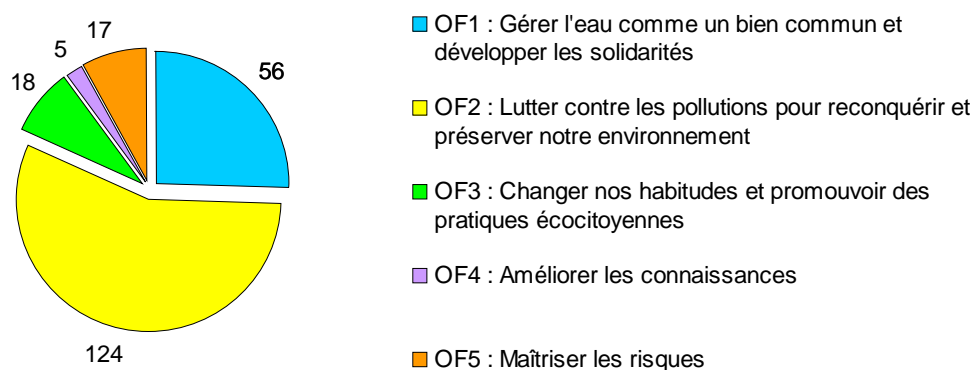 17
5
18
56
124
OF1 : Gérer l'eau comme un bien commun et
développer les solidarités
OF2 : Lutter contre les pollutions pour reconquérir et
préserver notre environnement
OF3 : Changer nos habitudes et promouvoir des
pratiques écocitoyennes
OF4 : Améliorer les connaissances
OF5 : Maîtriser les risques